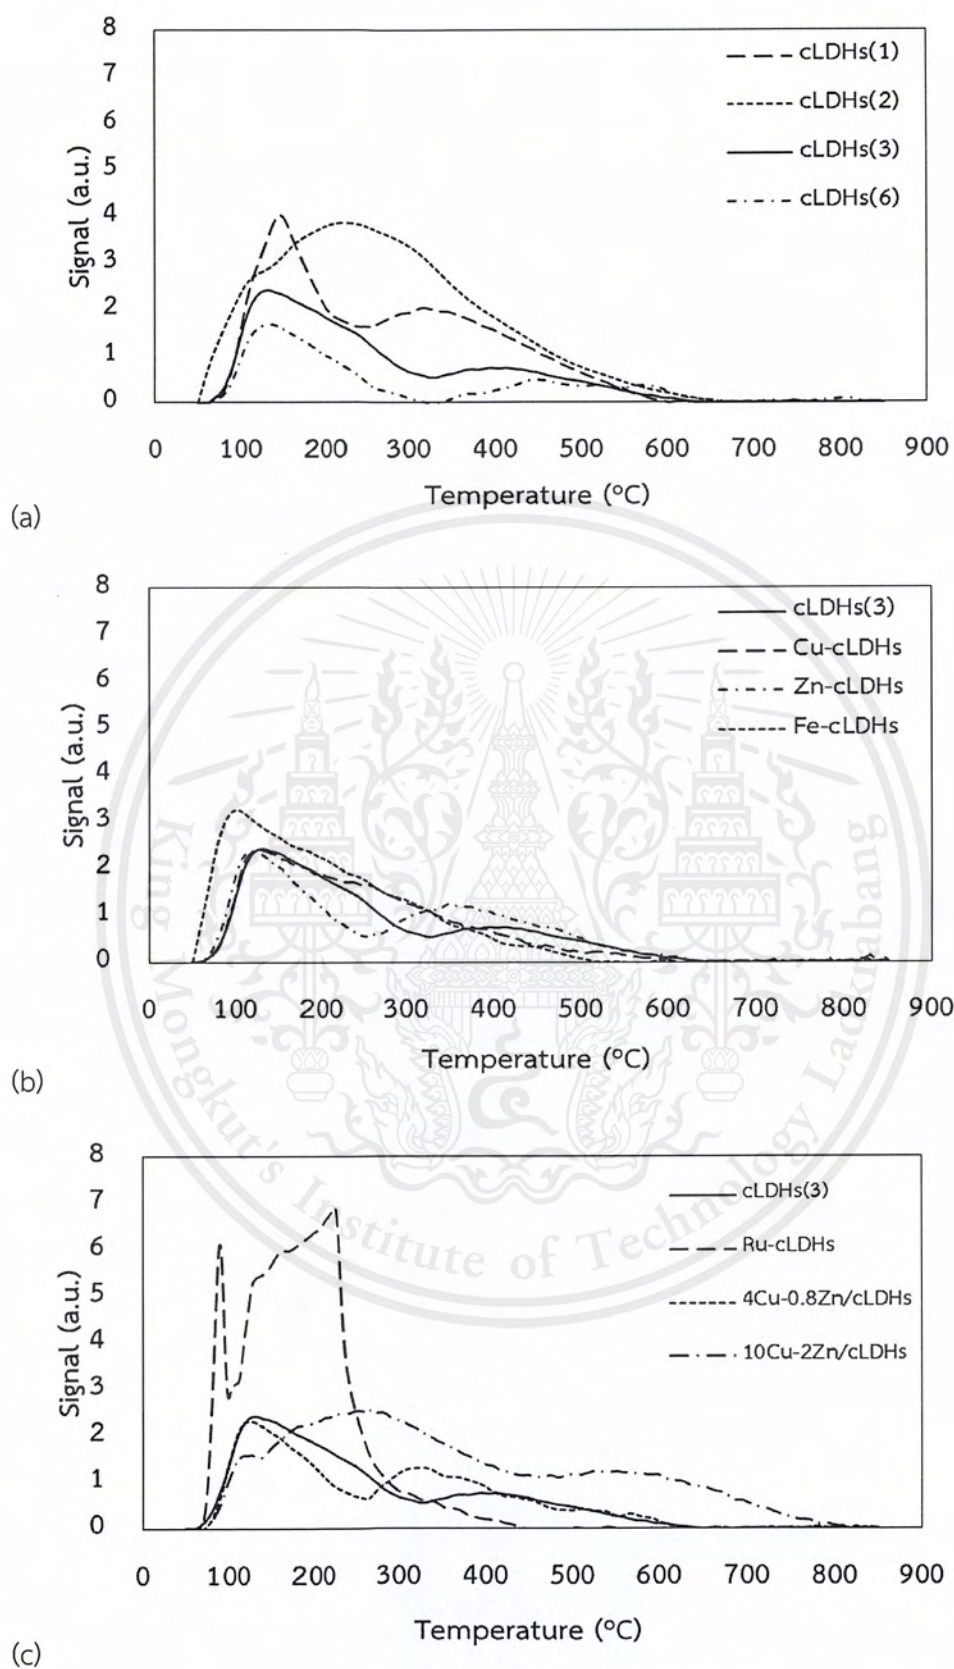 8
7
6
5
4
3
2
1
0
Signal (a.u.)
cLDHs(1)
cLDHs(2)
cLDHs(3)
cLDHs(6)
0 100 200 300 400 500 600 700 800 900
Temperature (°C)
(a)
8
7
6
5
4
3
2
1
0
Signal (a.u.)
cLDHs(3)
Cu-cLDHs
Zn-cLDHs
Fe-cLDHs
0 100 200 300 400 500 600 700 800 900
Temperature (°C)
(b)
8
7
6
5
4
3
2
1
0
Signal (a.u.)
cLDHs(3)
Ru-cLDHs
4Cu-0.8Zn/cLDHs
10Cu-2Zn/cLDHs
0 100 200 300 400 500 600 700 800 900
Temperature (°C)
(c)
King Mongkut's Institute of Technology Ladkrabang